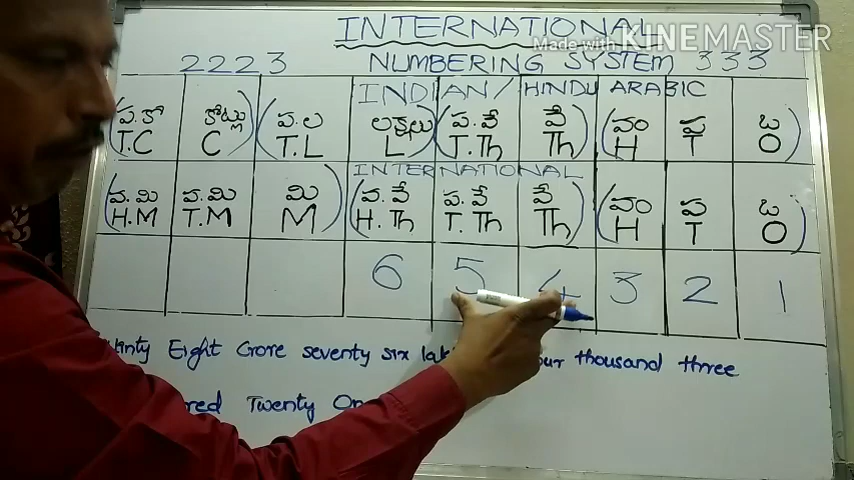 INTERNATIONAL
Made with KINEMASTER
2223 NUMBERING SYSTEM 333
INDIAN/ HINDU ARABIC
(ప.కో కోట్లు) (ప.ల లక్షలు) (ప.వే వే) (వం ప ఒ)
T.C C T.L L T.Th Th H T O
INTERNATIONAL
(వ.మి ప.మి మి) (వ.వే ప.వే వే) (వం ప ఒ)
H.M T.M M H.Th T.Th Th H T O
6 5 4 3 2 1
Eight Crore seventy six thousand three
Twenty